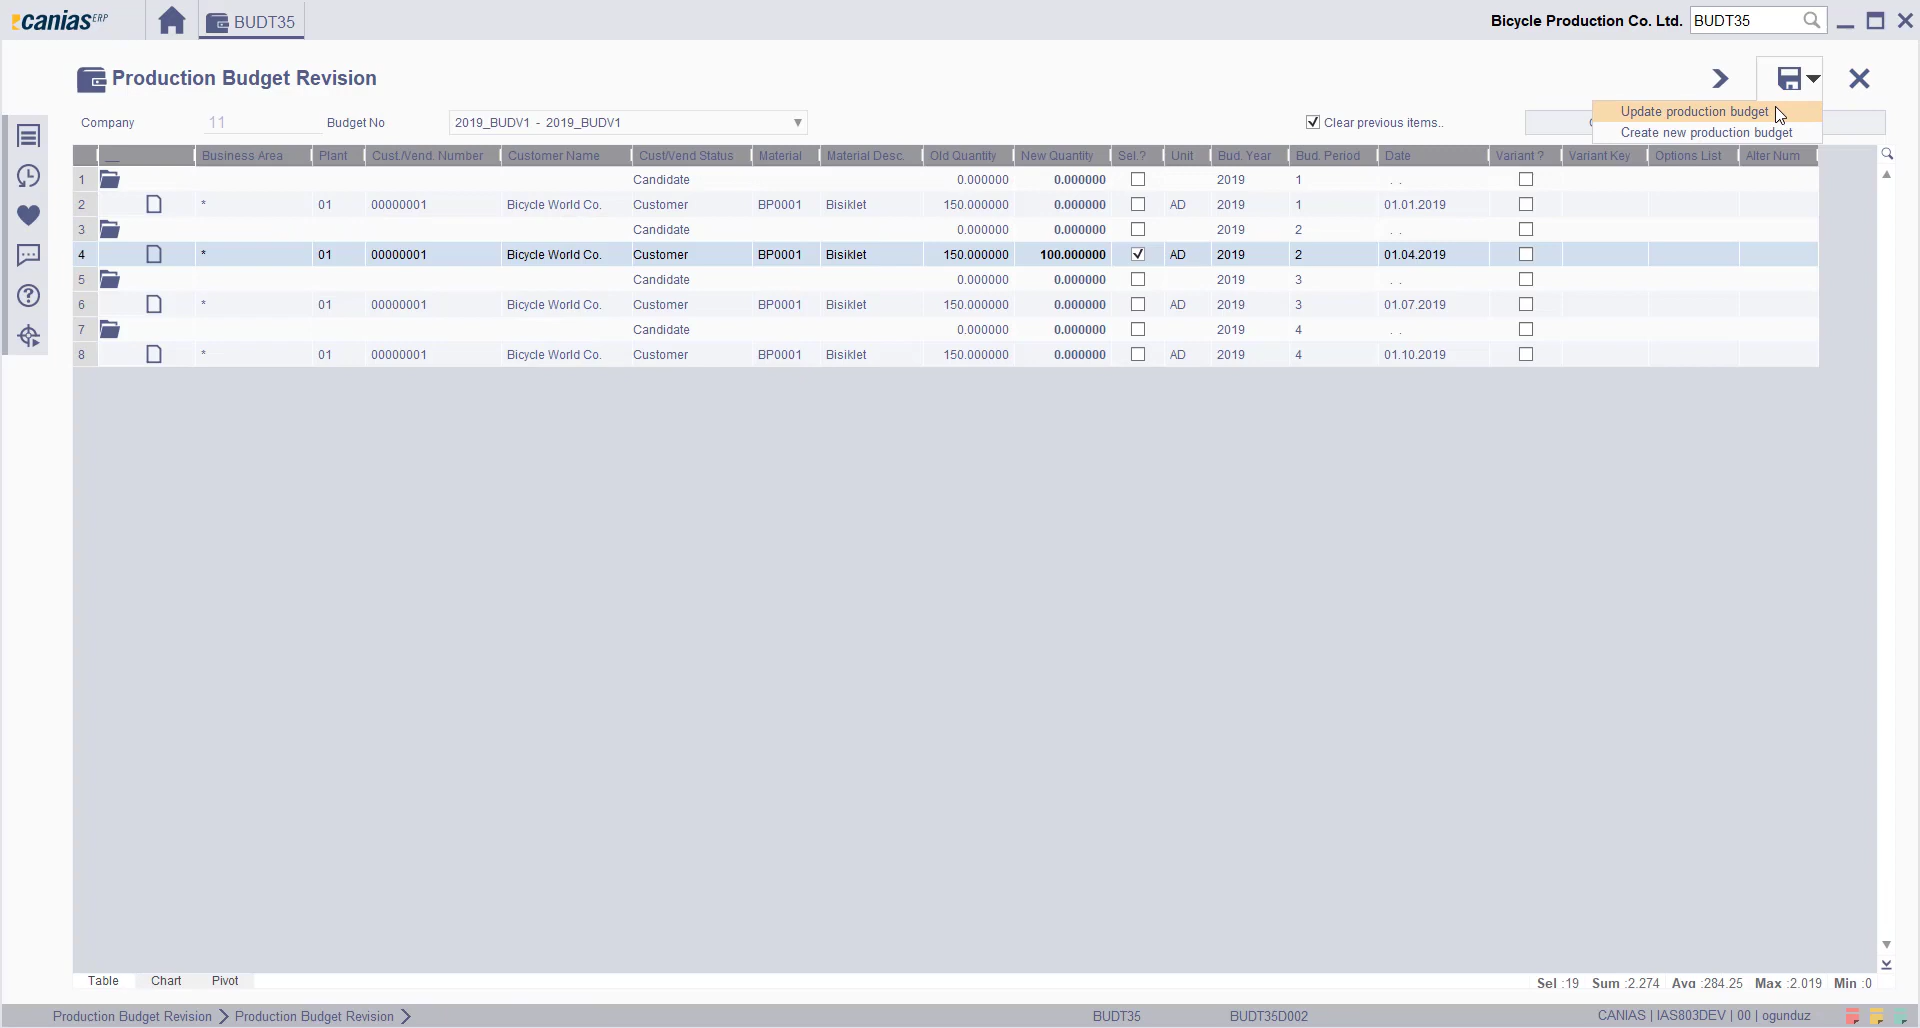 canias ERP BUDT35 Bicycle Production Co. Ltd. BUDT35
Production Budget Revision
Update production budget
Create new production budget
Company 11 Budget No 2019_BUDV1 - 2019_BUDV1 Clear previous items..
Business Area Plant Cust./Vend. Number Customer Name Cust/Vend Status Material Material Desc. Old Quantity New Quantity Sel.? Unit Bud. Year Bud. Period Date Variant ? Variant Key Options List Alter Num
1 Candidate 0.000000 0.000000 2019 1 . .
2 * 01 00000001 Bicycle World Co. Customer BP0001 Bisiklet 150.000000 0.000000 AD 2019 1 01.01.2019
3 Candidate 0.000000 0.000000 2019 2 . .
4 * 01 00000001 Bicycle World Co. Customer BP0001 Bisiklet 150.000000 100.000000 AD 2019 2 01.04.2019
5 Candidate 0.000000 0.000000 2019 3 . .
6 * 01 00000001 Bicycle World Co. Customer BP0001 Bisiklet 150.000000 0.000000 AD 2019 3 01.07.2019
7 Candidate 0.000000 0.000000 2019 4 . .
8 * 01 00000001 Bicycle World Co. Customer BP0001 Bisiklet 150.000000 0.000000 AD 2019 4 01.10.2019
Table Chart Pivot Sel :19 Sum :2.274 Avg :284.25 Max :2.019 Min :0
Production Budget Revision Production Budget Revision BUDT35 BUDT35D002 CANIAS | IAS803DEV | 00 | ogunduz